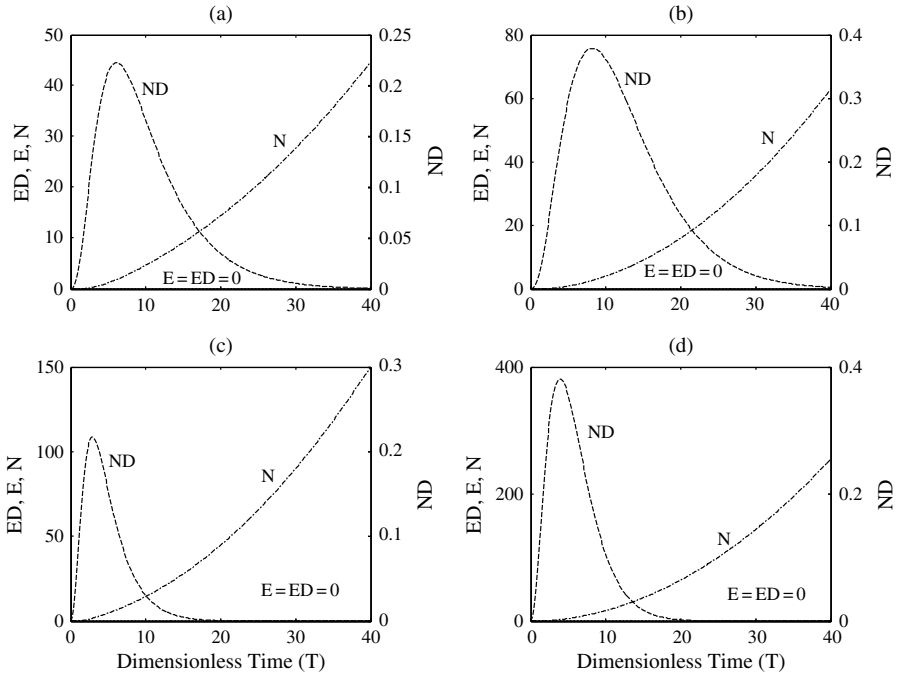 (a)
50
40
30
20
10
0
ED, E, N
0.25
0.2
0.15
0.1
0.05
0
ND
ND
N
E = ED = 0
0 10 20 30 40
(b)
80
60
40
20
0
ED, E, N
0.4
0.3
0.2
0.1
0
ND
ND
N
E = ED = 0
0 10 20 30 40
(c)
150
100
50
0
ED, E, N
0.3
0.2
0.1
0
ND
ND
N
E = ED = 0
0 10 20 30 40
Dimensionless Time (T)
(d)
400
200
0
ED, E, N
0.4
0.2
0
ND
ND
N
E = ED = 0
0 10 20 30 40
Dimensionless Time (T)